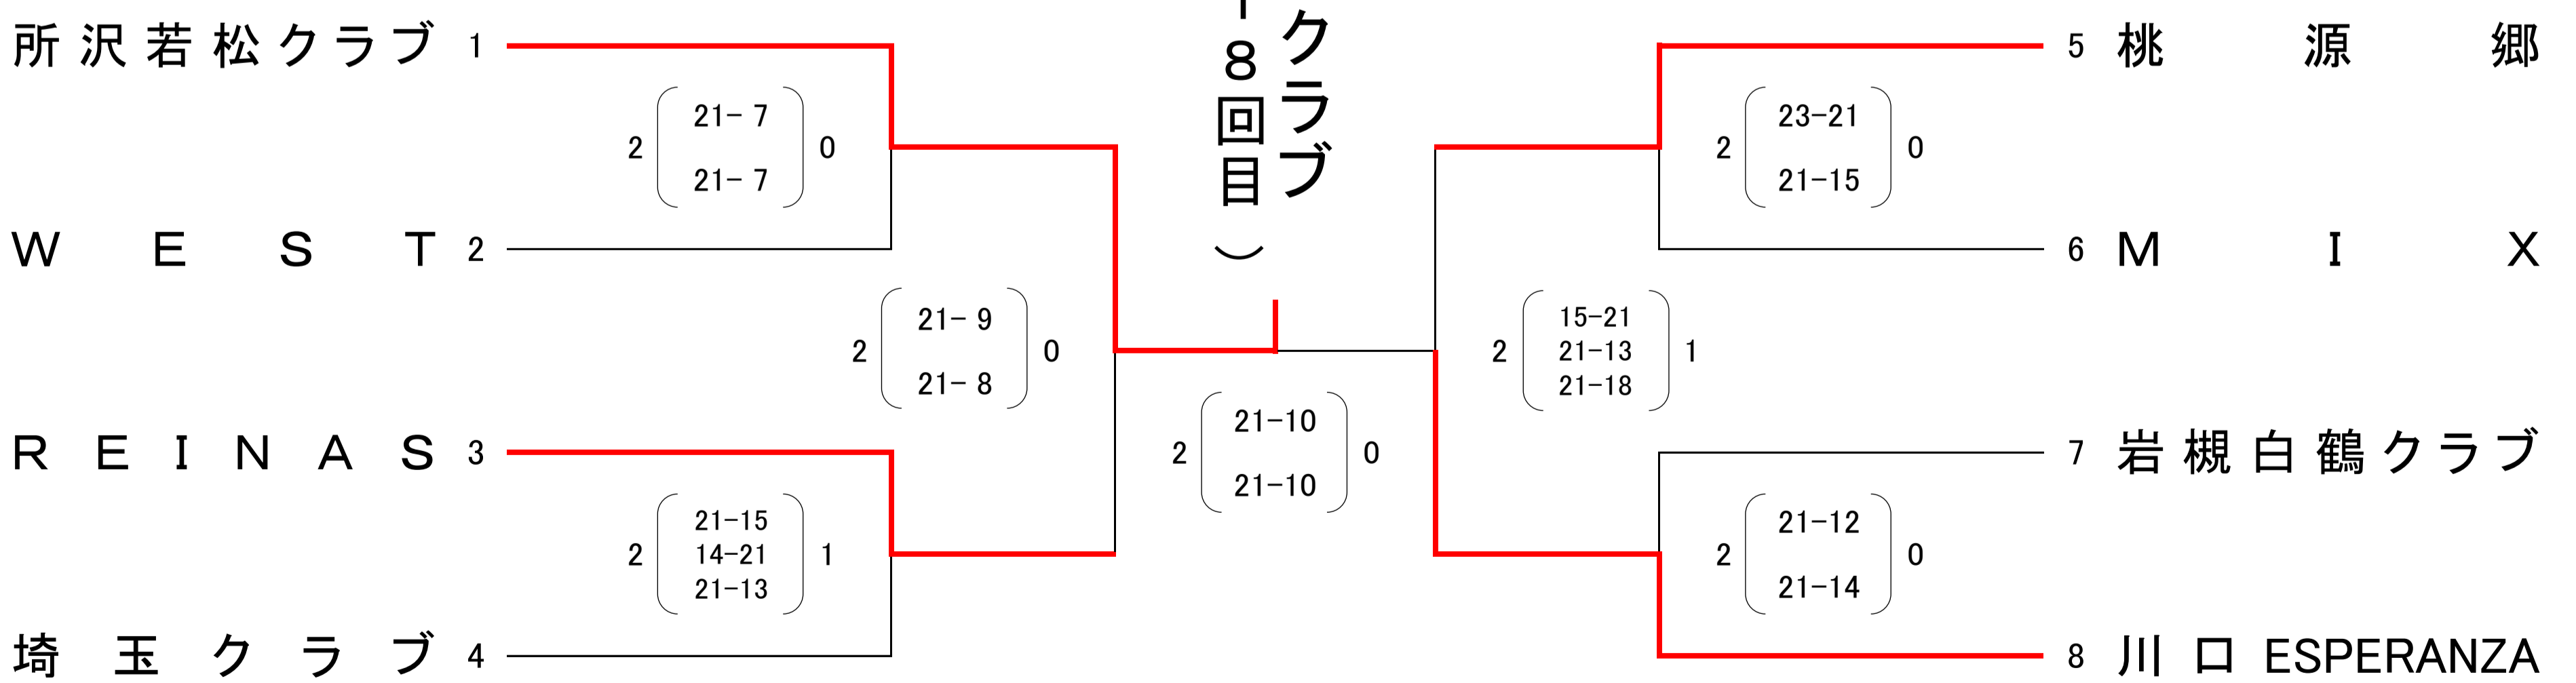 所沢若松クラブ 1
2 21- 7 0
21- 7
WEST 2
2 21- 9 0
21- 8
REINAS 3
2 21-15 1
14-21
21-13
埼玉クラブ 4
クラブ
8回目）
2 21-10 0
21-10
5 桃源郷
2 23-21 0
21-15
6 MIX
2 15-21 1
21-13
21-18
7 岩槻白鶴クラブ
2 21-12 0
21-14
8 川口 ESPERANZA